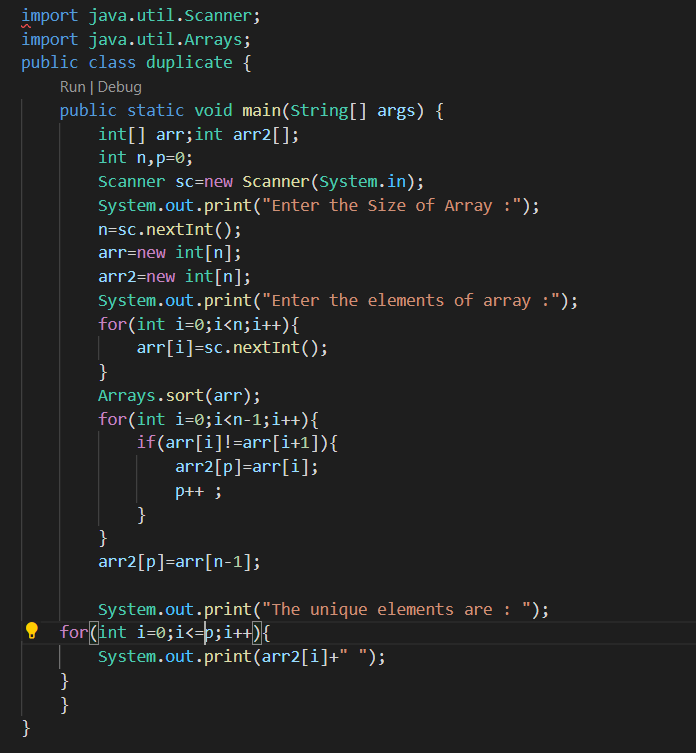 import java.util.Scanner;
import java.util.Arrays;
public class duplicate {
Run | Debug
    public static void main(String[] args) {
        int[] arr;int arr2[];
        int n,p=0;
        Scanner sc=new Scanner(System.in);
        System.out.print("Enter the Size of Array :");
        n=sc.nextInt();
        arr=new int[n];
        arr2=new int[n];
        System.out.print("Enter the elements of array :");
        for(int i=0;i<n;i++){
            arr[i]=sc.nextInt();
        }
        Arrays.sort(arr);
        for(int i=0;i<n-1;i++){
            if(arr[i]!=arr[i+1]){
                arr2[p]=arr[i];
                p++ ;
            }
        }
        arr2[p]=arr[n-1];

        System.out.print("The unique elements are : ");
    for(int i=0;i<=p;i++){
        System.out.print(arr2[i]+" ");
    }
    }
}